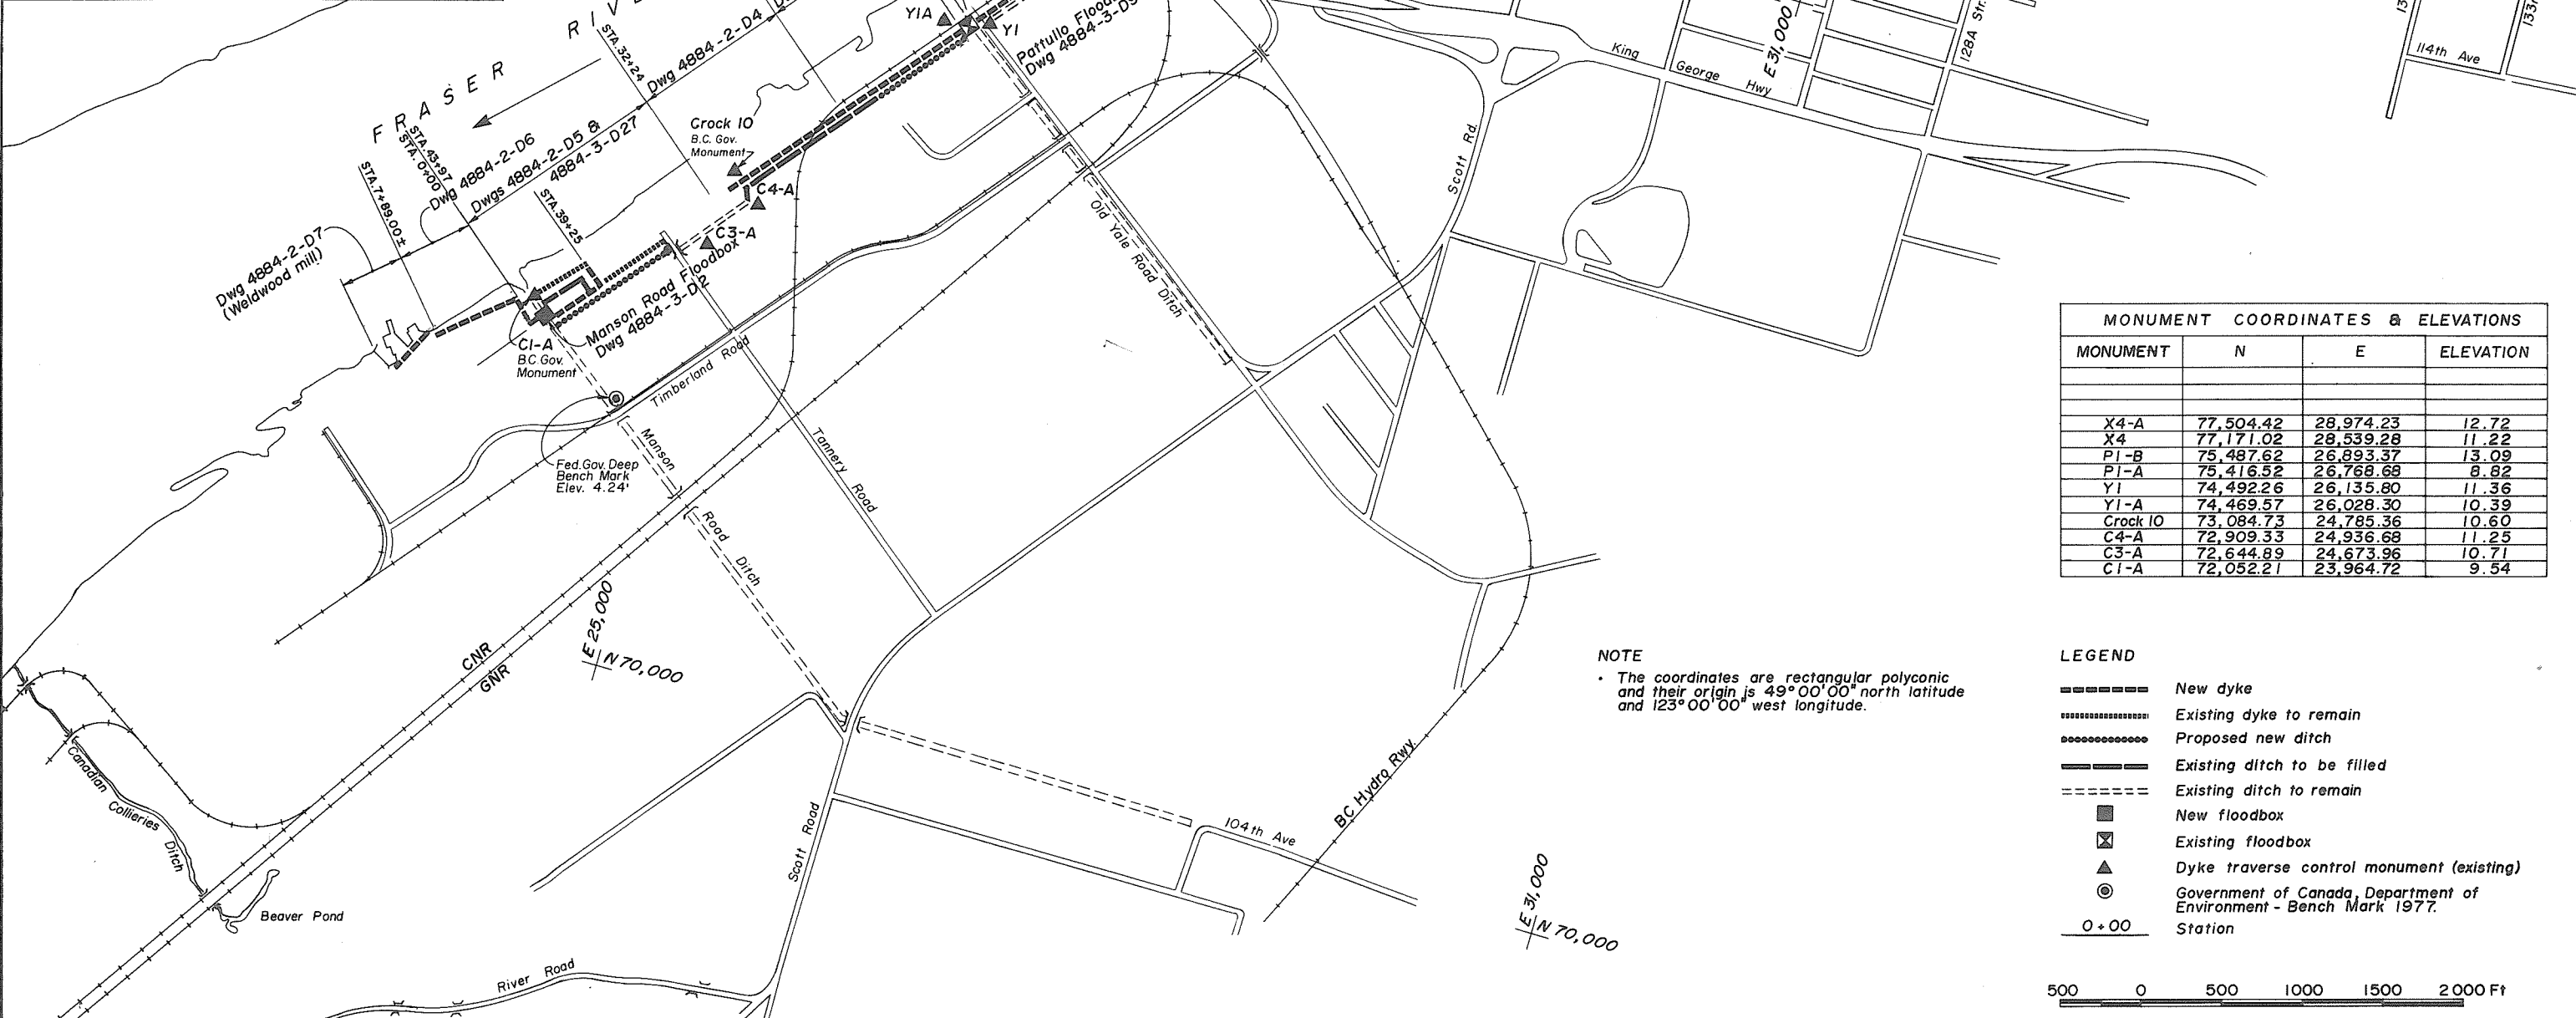 FRASER
RIVE
STA.32+24
Dwg 4884-2-D4
Y1A
Y1
Pattullo Flood
Dwg 4884-3-D9
STA.43+97
STA. 0+00
Dwg 4884-2-D6
Dwgs 4884-2-D5 &
4884-3-D27
STA.7+89.00±
STA.39+25
Dwg 4884-2-D7
(Weldwood mill)
Crock 10
B.C. Gov.
Monument
C4-A
C3-A
Manson Road Floodbox
Dwg 4884-3-D2
C1-A
B.C. Gov.
Monument
Timberland Road
Fed. Gov. Deep
Bench Mark
Elev. 4.24'
Manson
Road
Ditch
Tannery
Road
Old Yale Road Ditch
Scott Rd.
King
George
Hwy
E 31,000
128A Str.
114th Ave
133r
CNR
GNR
E 25,000
N 70,000
Canadian
Collieries
Ditch
Beaver Pond
River Road
Scott Road
104th Ave
BC Hydro Rwy.
E 31,000
N 70,000
MONUMENT COORDINATES & ELEVATIONS
MONUMENT N E ELEVATION
X4-A 77,504.42 28,974.23 12.72
X4 77,171.02 28,539.28 11.22
P1-B 75,487.62 26,893.37 13.09
P1-A 75,416.52 26,768.68 8.82
Y1 74,492.26 26,135.80 11.36
Y1-A 74,469.57 26,028.30 10.39
Crock 10 73,084.73 24,785.36 10.60
C4-A 72,909.33 24,936.68 11.25
C3-A 72,644.89 24,673.96 10.71
C1-A 72,052.21 23,964.72 9.54
NOTE
• The coordinates are rectangular polyconic
and their origin is 49°00'00" north latitude
and 123°00'00" west longitude.
LEGEND
New dyke
Existing dyke to remain
Proposed new ditch
Existing ditch to be filled
Existing ditch to remain
New floodbox
Existing floodbox
Dyke traverse control monument (existing)
Government of Canada, Department of
Environment - Bench Mark 1977.
0+00 Station
500 0 500 1000 1500 2000 Ft